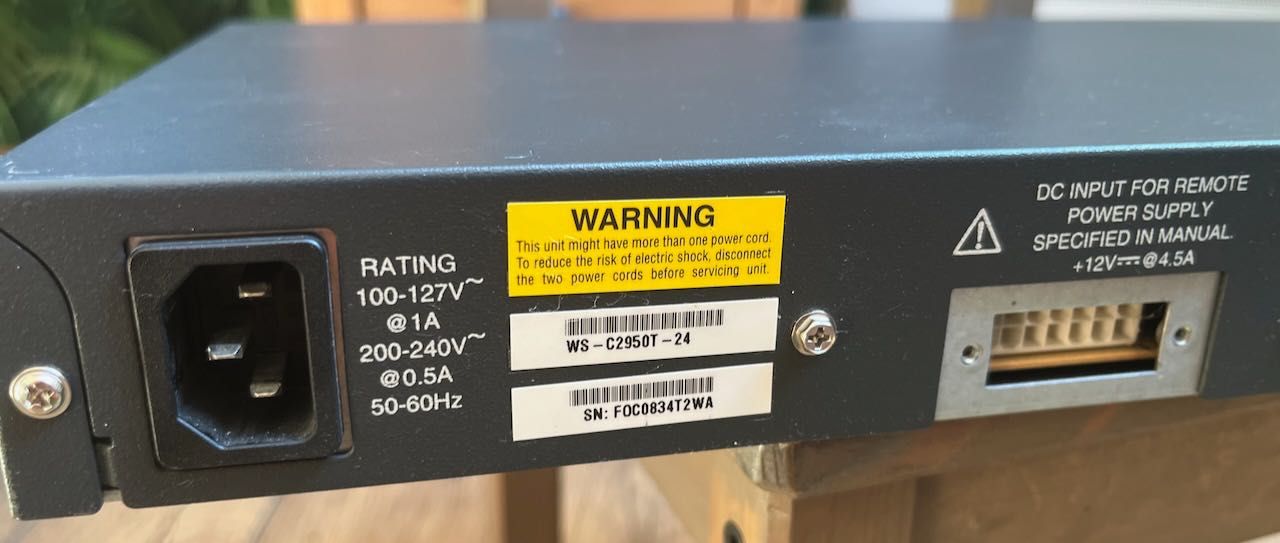 RATING
100-127V~
@1A
200-240V~
@0.5A
50-60Hz
WARNING
This unit might have more than one power cord.
To reduce the risk of electric shock, disconnect
the two power cords before servicing unit.
WS-C2950T-24
SN: FOC0834T2WA
DC INPUT FOR REMOTE
POWER SUPPLY
SPECIFIED IN MANUAL.
+12V⎓@4.5A